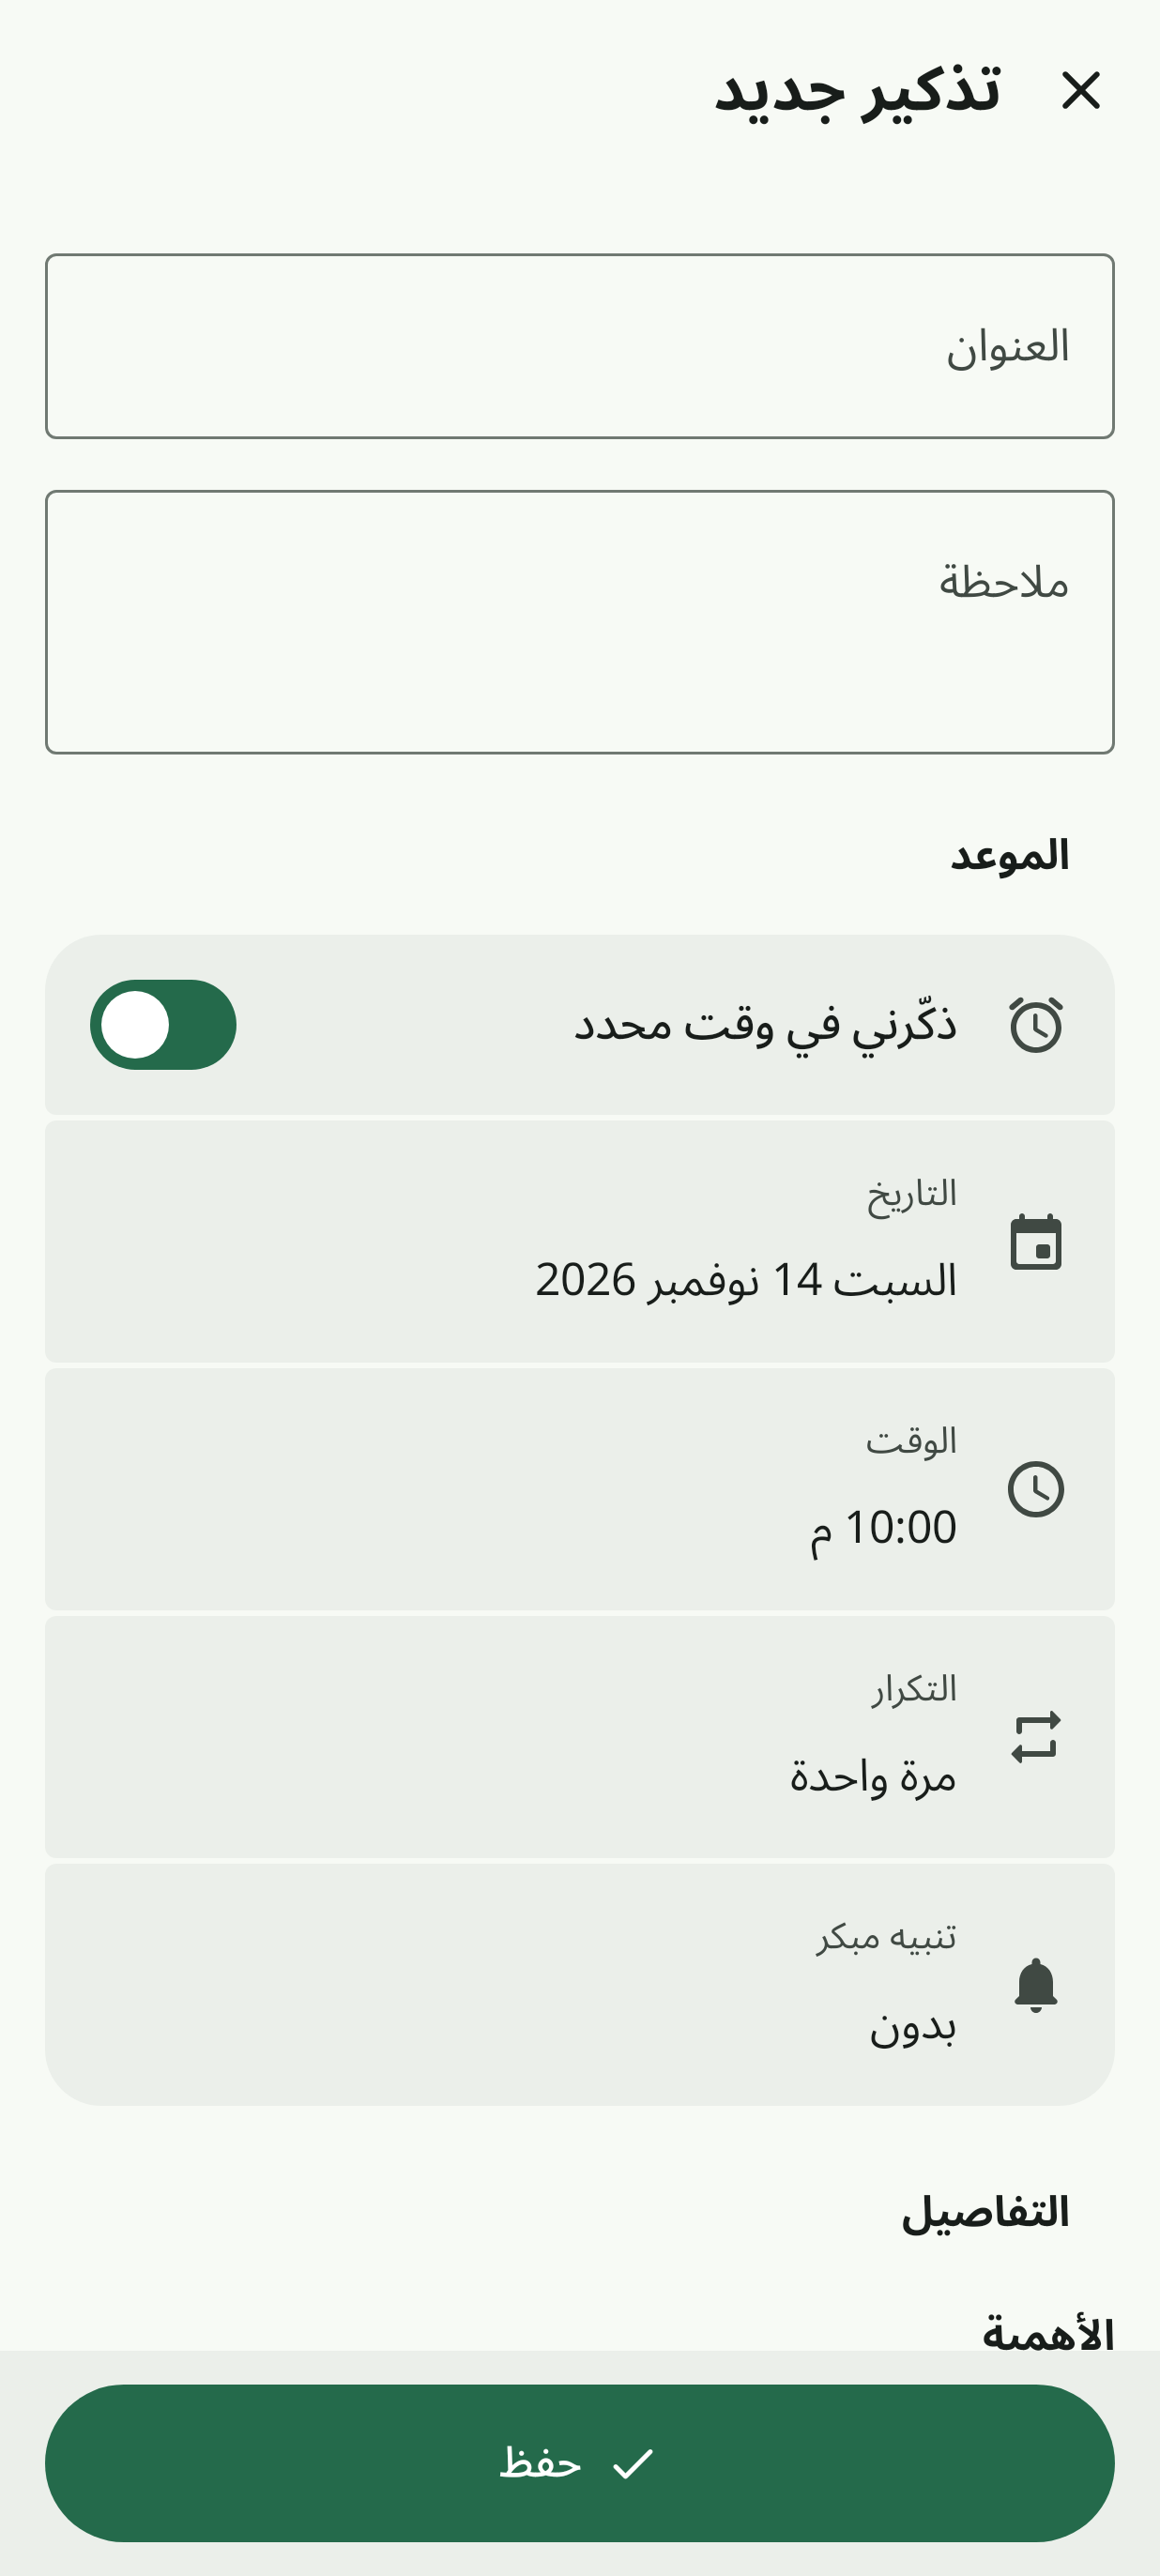 تذكير جديد
العنوان
ملاحظة
الموعد
ذكّرني في وقت محدد
التاريخ
السبت 14 نوفمبر 2026
الوقت
10:00 م
التكرار
مرة واحدة
تنبيه مبكر
بدون
التفاصيل
الأهمية
حفظ